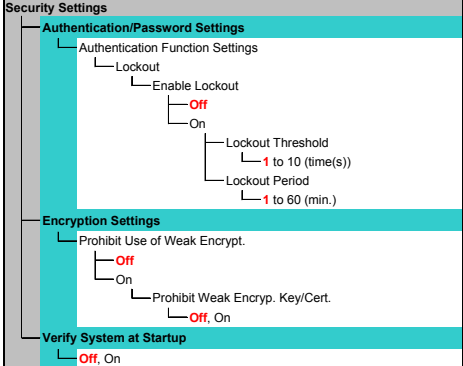 Security Settings
Authentication/Password Settings
Authentication Function Settings
Lockout
Enable Lockout
Off
On
Lockout Threshold
1 to 10 (time(s))
Lockout Period
1 to 60 (min.)
Encryption Settings
Prohibit Use of Weak Encrypt.
Off
On
Prohibit Weak Encryp. Key/Cert.
Off, On
Verify System at Startup
Off, On